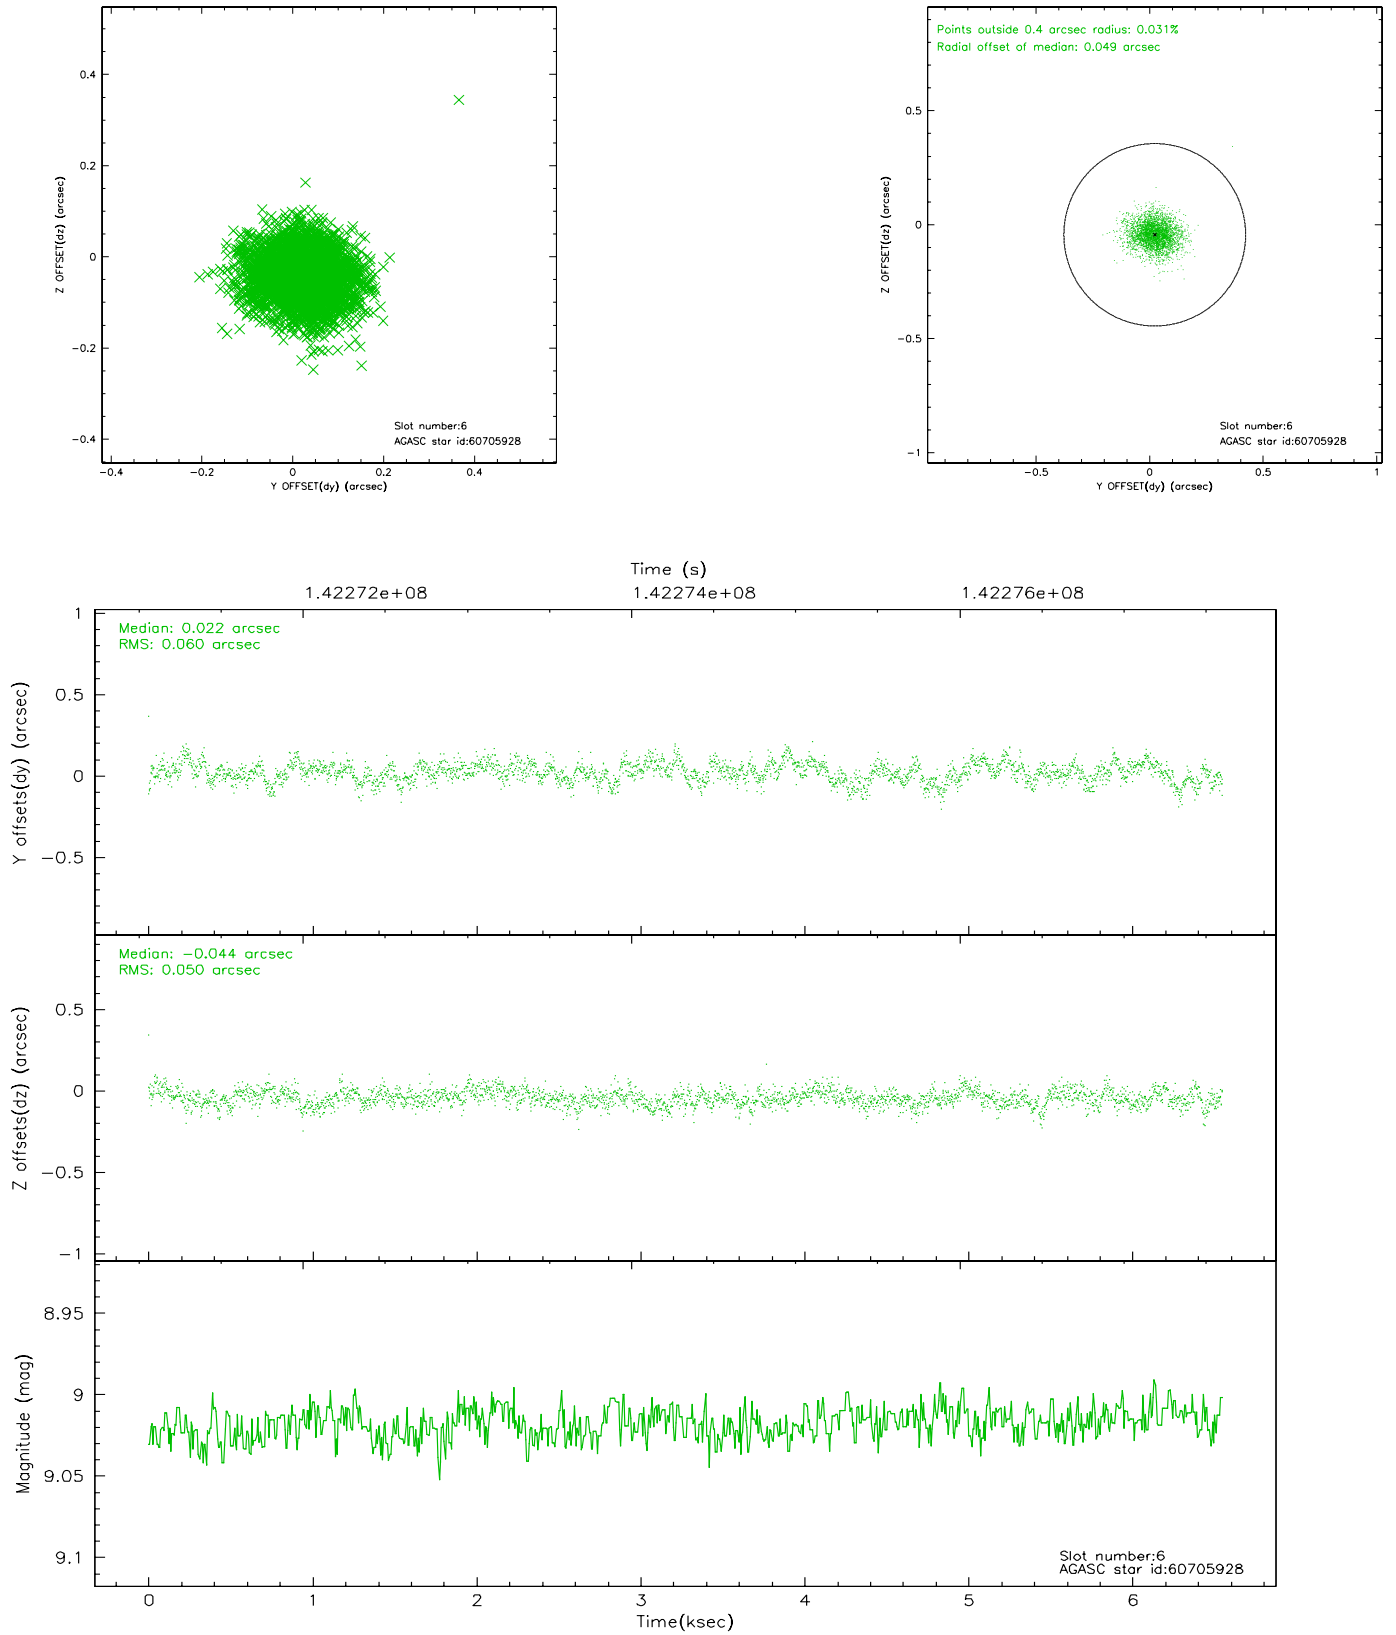 0.4
0.2
0
−0.2
−0.4
Z OFFSET(dz) (arcsec)
Slot number:6
AGASC star id:60705928
−0.4 −0.2 0 0.2 0.4
Y OFFSET(dy) (arcsec)
Points outside 0.4 arcsec radius: 0.031%
Radial offset of median: 0.049 arcsec
0.5
0
−0.5
−1
Z OFFSET(dz) (arcsec)
Slot number:6
AGASC star id:60705928
−0.5 0 0.5 1
Y OFFSET(dy) (arcsec)
Time (s)
1.42272e+08 1.42274e+08 1.42276e+08
Median: 0.022 arcsec
RMS: 0.060 arcsec
1
0.5
0
−0.5
Y offsets(dy) (arcsec)
Median: −0.044 arcsec
RMS: 0.050 arcsec
0.5
0
−0.5
−1
Z offsets(dz) (arcsec)
8.95
9
9.05
9.1
Magnitude (mag)
Slot number:6
AGASC star id:60705928
0 1 2 3 4 5 6
Time(ksec)